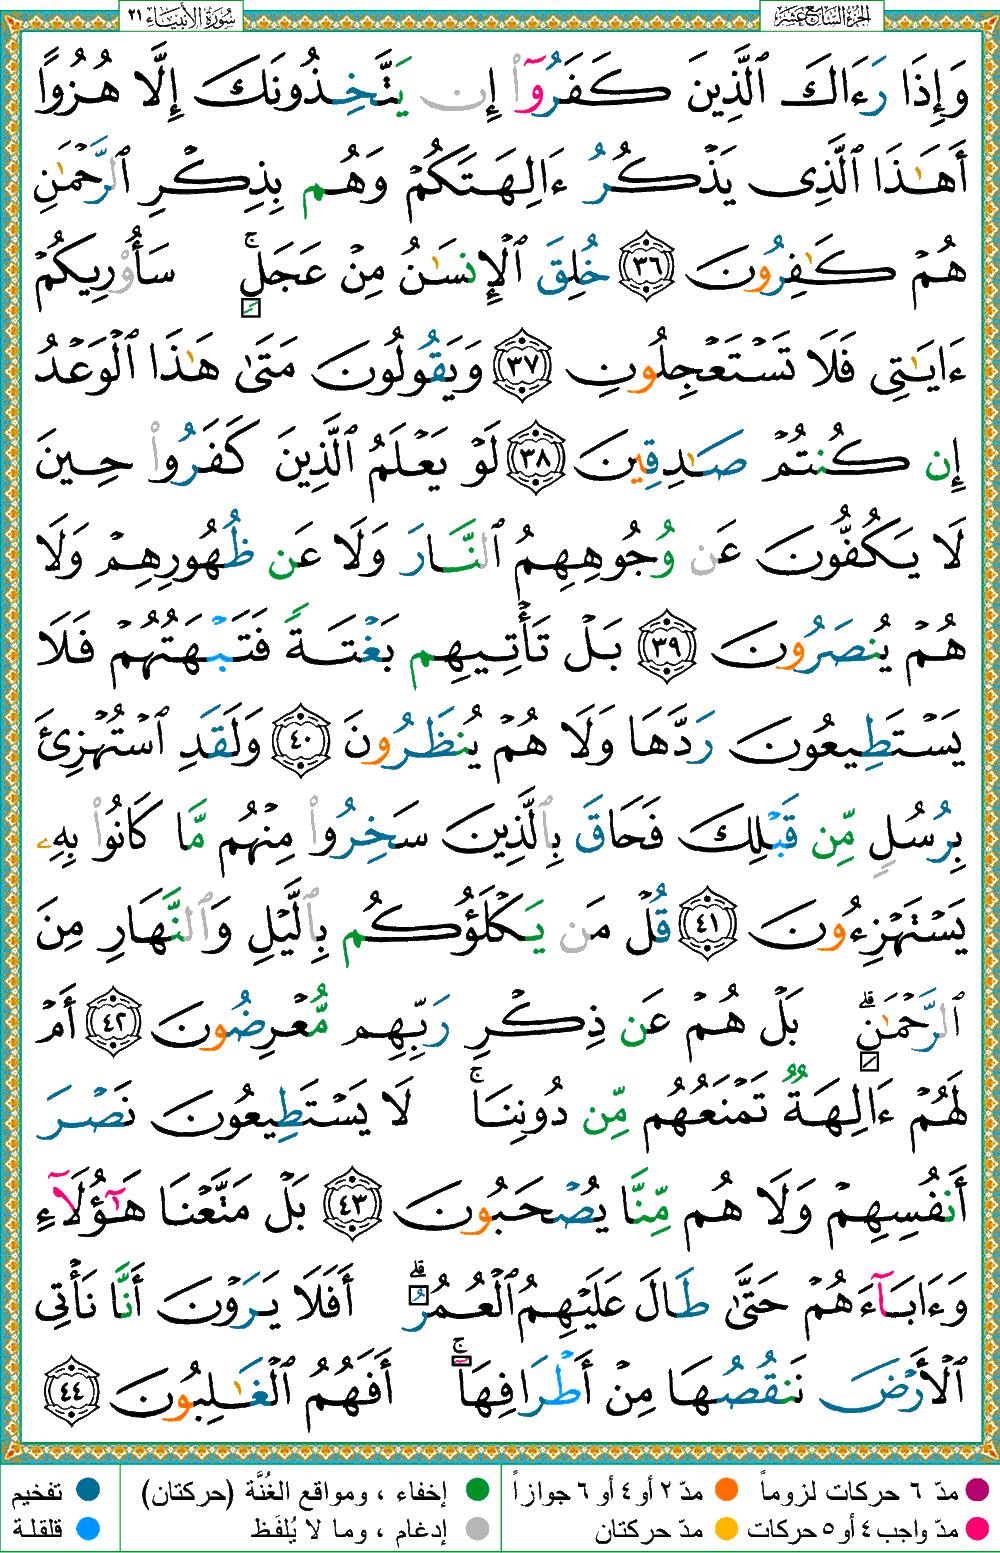 سُورَةُ الأَنبِيَاءِ ٢١
الجزء السابع عشر
وَإِذَا رَءَاكَ ٱلَّذِينَ كَفَرُوٓا۟ إِن يَتَّخِذُونَكَ إِلَّا هُزُوًا
أَهَـٰذَا ٱلَّذِى يَذْكُرُ ءَالِهَتَكُمْ وَهُم بِذِكْرِ ٱلرَّحْمَـٰنِ
هُمْ كَـٰفِرُونَ ٣٦ خُلِقَ ٱلْإِنسَـٰنُ مِنْ عَجَلٍۚ سَأُو۟رِيكُمْ
ءَايَـٰتِى فَلَا تَسْتَعْجِلُونِ ٣٧ وَيَقُولُونَ مَتَىٰ هَـٰذَا ٱلْوَعْدُ
إِن كُنتُمْ صَـٰدِقِينَ ٣٨ لَوْ يَعْلَمُ ٱلَّذِينَ كَفَرُوا۟ حِينَ
لَا يَكُفُّونَ عَن وُجُوهِهِمُ ٱلنَّارَ وَلَا عَن ظُهُورِهِمْ وَلَا
هُمْ يُنصَرُونَ ٣٩ بَلْ تَأْتِيهِم بَغْتَةً فَتَبْهَتُهُمْ فَلَا
يَسْتَطِيعُونَ رَدَّهَا وَلَا هُمْ يُنظَرُونَ ٤٠ وَلَقَدِ ٱسْتُهْزِئَ
بِرُسُلٍ مِّن قَبْلِكَ فَحَاقَ بِٱلَّذِينَ سَخِرُوا۟ مِنْهُم مَّا كَانُوا۟ بِهِۦ
يَسْتَهْزِءُونَ ٤١ قُلْ مَن يَكْلَؤُكُم بِٱلَّيْلِ وَٱلنَّهَارِ مِنَ
ٱلرَّحْمَـٰنِۗ بَلْ هُمْ عَن ذِكْرِ رَبِّهِم مُّعْرِضُونَ ٤٢ أَمْ
لَهُمْ ءَالِهَةٌ تَمْنَعُهُم مِّن دُونِنَاۚ لَا يَسْتَطِيعُونَ نَصْرَ
أَنفُسِهِمْ وَلَا هُم مِّنَّا يُصْحَبُونَ ٤٣ بَلْ مَتَّعْنَا هَـٰٓؤُلَآءِ
وَءَابَآءَهُمْ حَتَّىٰ طَالَ عَلَيْهِمُ ٱلْعُمُرُۗ أَفَلَا يَرَوْنَ أَنَّا نَأْتِى
ٱلْأَرْضَ نَنقُصُهَا مِنْ أَطْرَافِهَآۚ أَفَهُمُ ٱلْغَـٰلِبُونَ ٤٤
مدّ ٦ حركات لزوماً مدّ ٢ أو ٤ أو ٦ جوازاً إخفاء ، ومواقع الغُنَّة (حركتان) تفخيم
مدّ واجب ٤ أو ٥ حركات مدّ حركتان إدغام ، وما لا يُلفَظ قلقلة